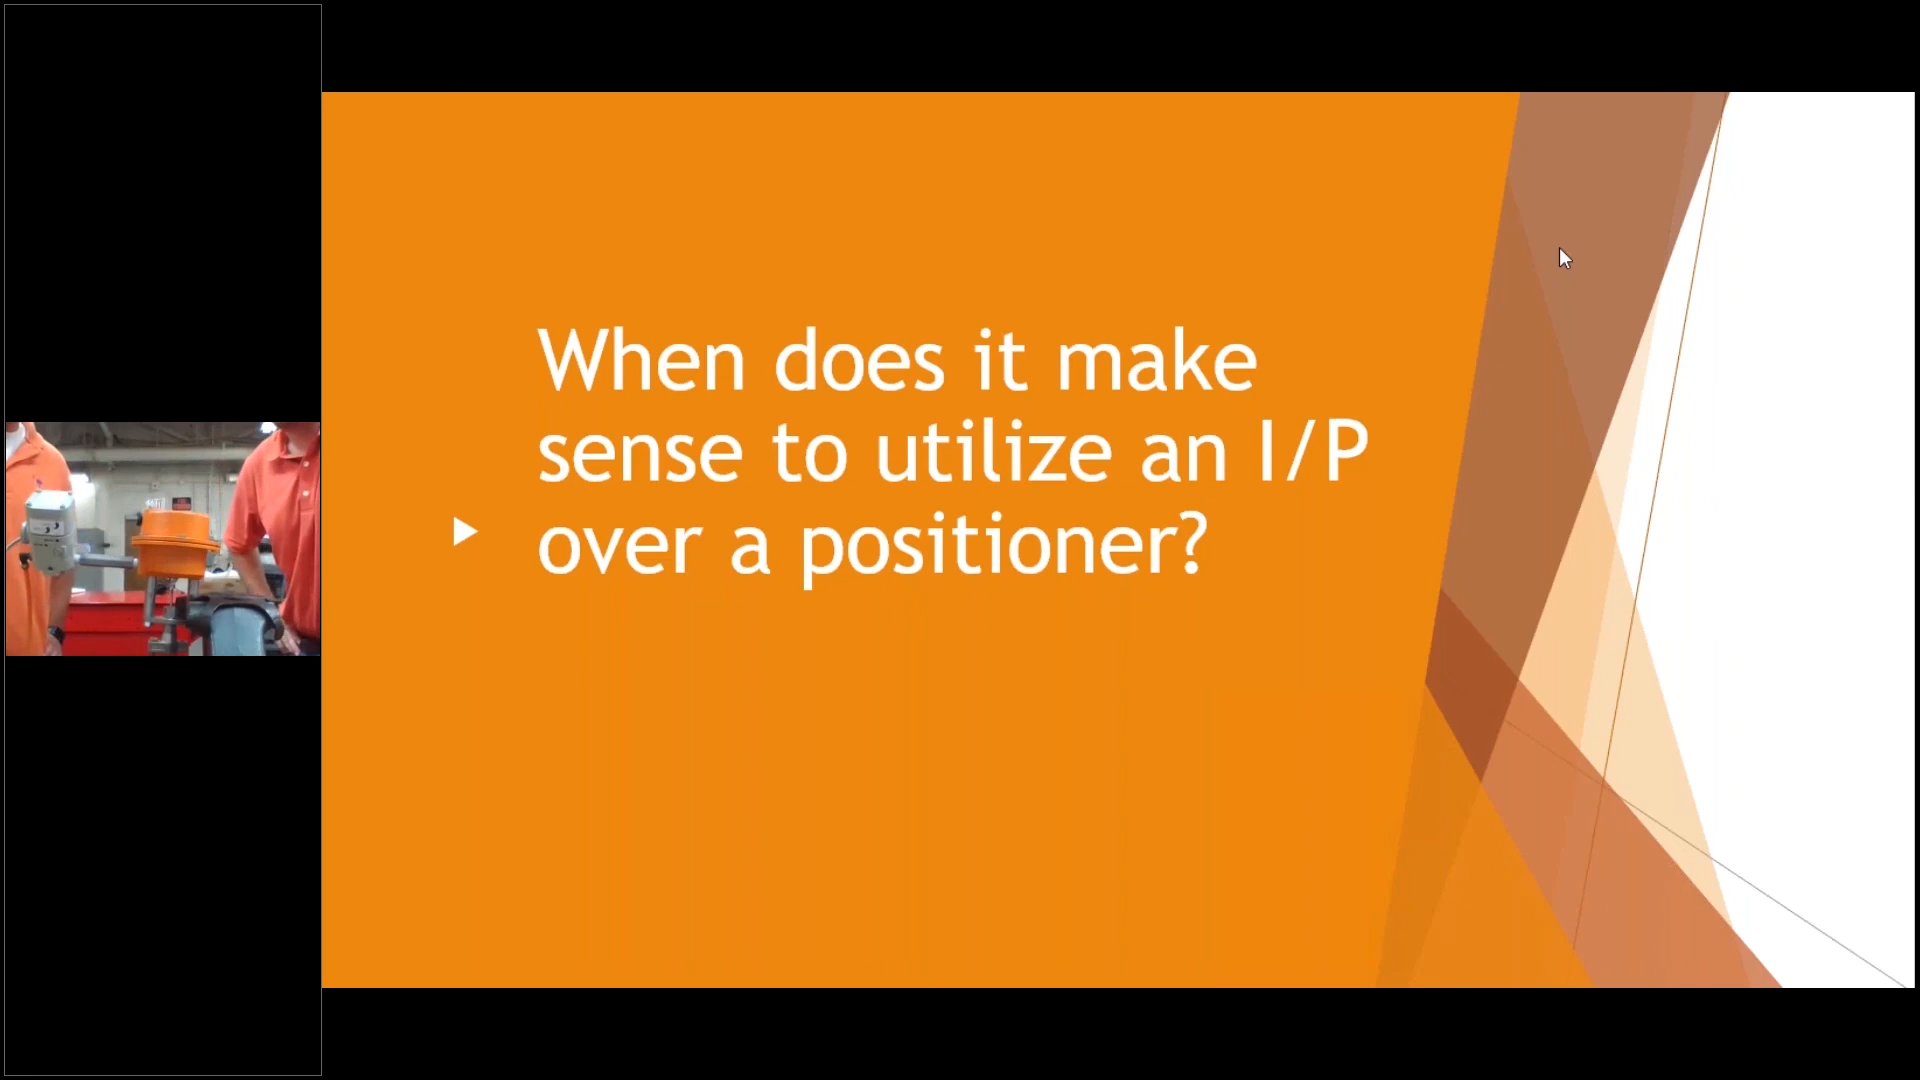 When does it make
sense to utilize an I/P
over a positioner?